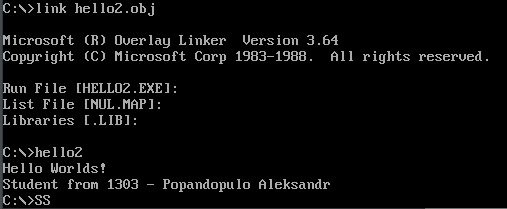 C:\>link hello2.obj
Microsoft (R) Overlay Linker  Version 3.64
Copyright (C) Microsoft Corp 1983-1988.  All rights reserved.
Run File [HELLO2.EXE]:
List File [NUL.MAP]:
Libraries [.LIB]:
C:\>hello2
Hello Worlds!
Student from 1303 - Popandopulo Aleksandr
C:\>SS